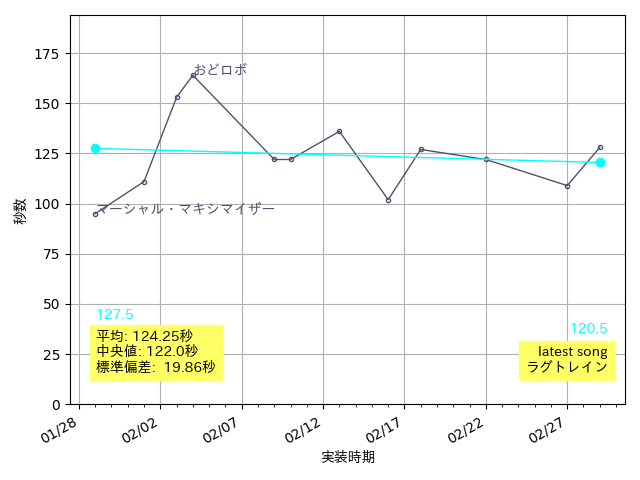 175
150
125
100
75
50
25
0
秒数
おどロボ
マーシャル・マキシマイザー
127.5
平均: 124.25秒
中央値: 122.0秒
標準偏差: 19.86秒
120.5
latest song
ラグトレイン
01/28
02/02
02/07
02/12
02/17
02/22
02/27
実装時期